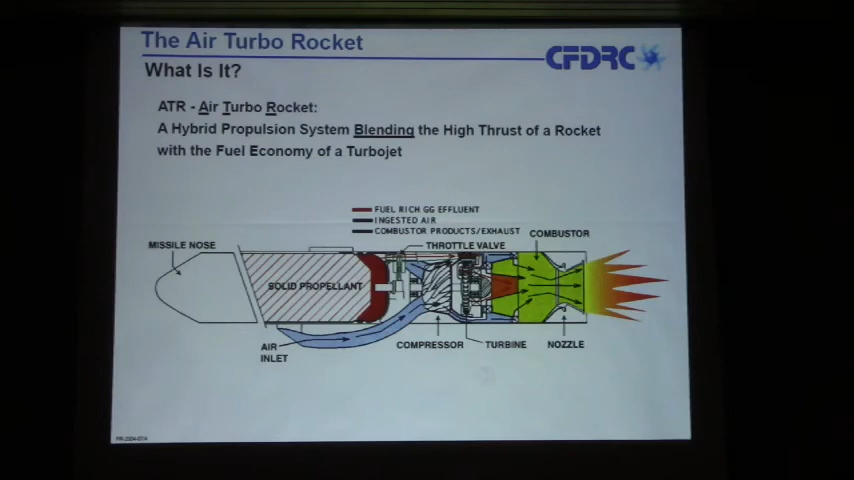 The Air Turbo Rocket
CFDRC
What Is It?
ATR - Air Turbo Rocket:
A Hybrid Propulsion System Blending the High Thrust of a Rocket
with the Fuel Economy of a Turbojet
FUEL RICH GG EFFLUENT
INGESTED AIR
COMBUSTOR PRODUCTS/EXHAUST
COMBUSTOR
MISSILE NOSE
THROTTLE VALVE
SOLID PROPELLANT
AIR
INLET
COMPRESSOR
TURBINE
NOZZLE